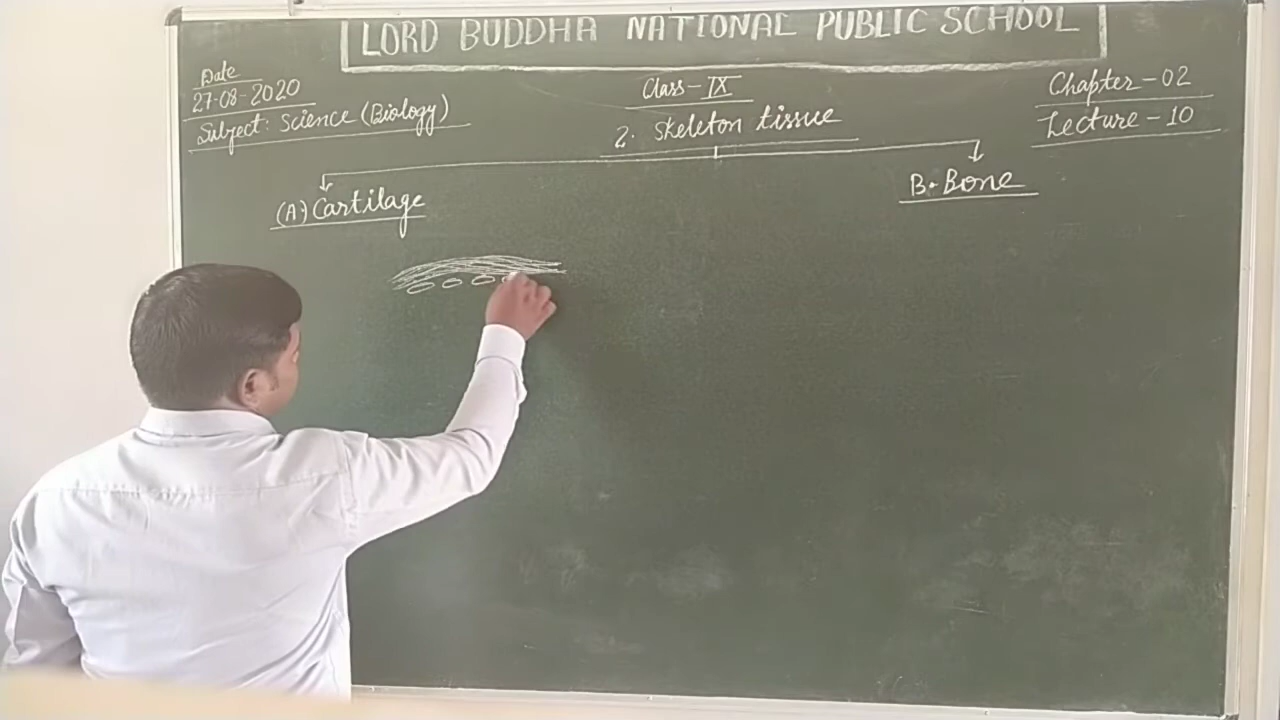 LORD BUDDHA NATIONAL PUBLIC SCHOOL
Date
27-08-2020
Subject: Science (Biology)
Class-IX
2. Skeleton tissue
Chapter-02
Lecture-10
(A) Cartilage
B. Bone